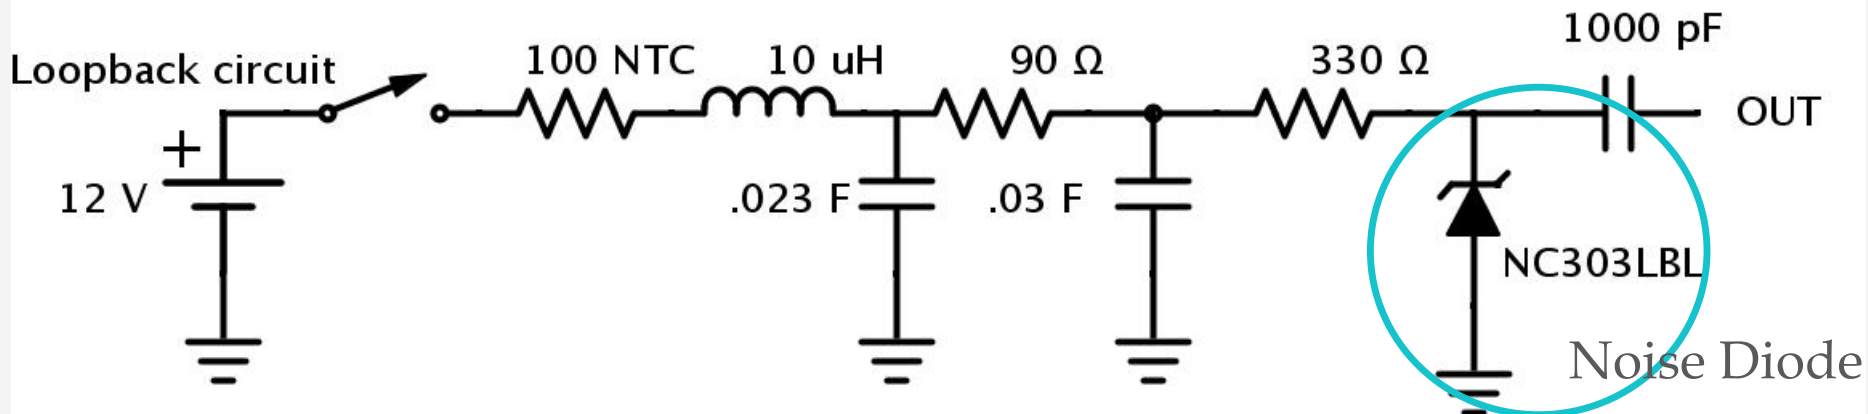 Loopback circuit
100 NTC
10 uH
90 Ω
330 Ω
1000 pF
OUT
+
12 V
.023 F
.03 F
NC303LBL
Noise Diode